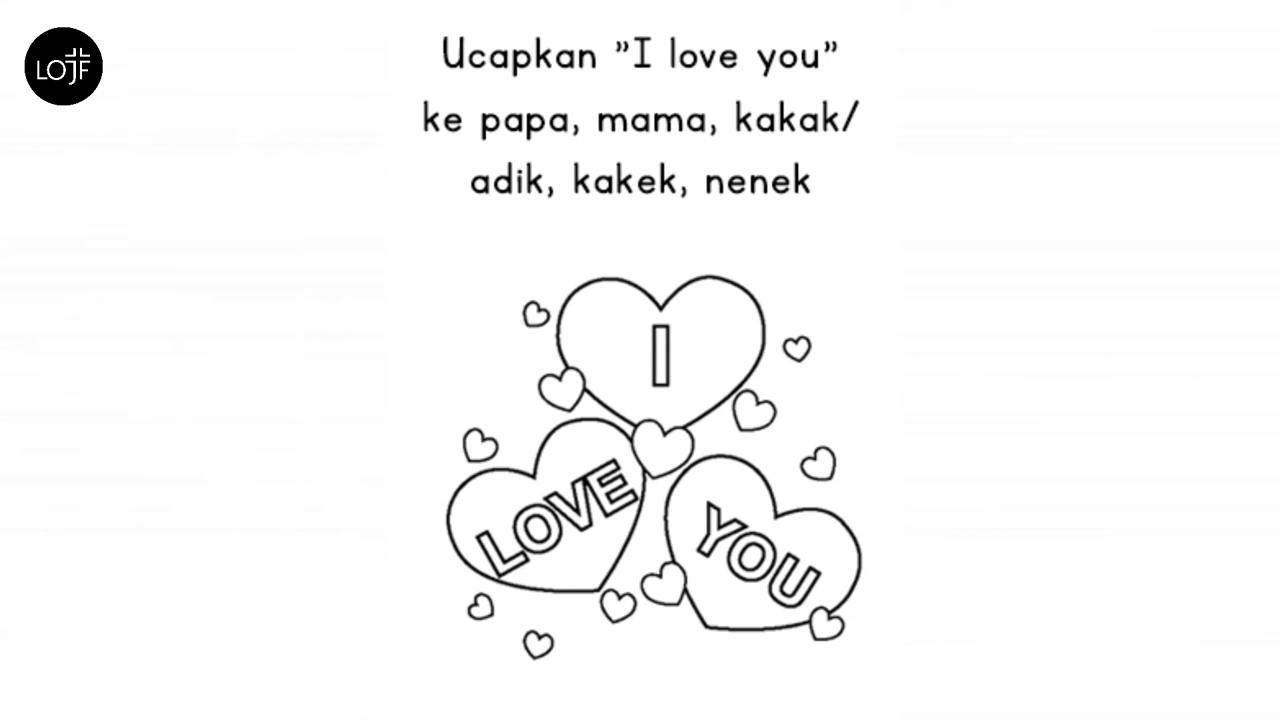 LOJF
Ucapkan "I love you"
ke papa, mama, kakak/
adik, kakek, nenek
I
LOVE
YOU